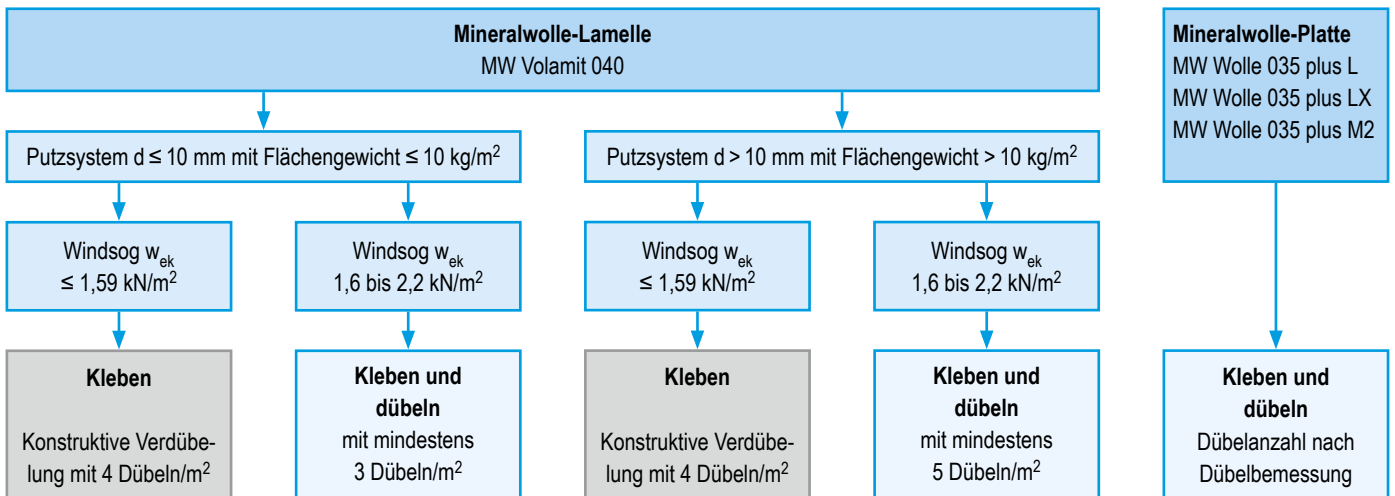 Mineralwolle-Lamelle
MW Volamit 040
Mineralwolle-Platte
MW Wolle 035 plus L
MW Wolle 035 plus LX
MW Wolle 035 plus M2
Putzsystem d ≤ 10 mm mit Flächengewicht ≤ 10 kg/m²
Putzsystem d > 10 mm mit Flächengewicht > 10 kg/m²
Windsog wek
≤ 1,59 kN/m²
Windsog wek
1,6 bis 2,2 kN/m²
Windsog wek
≤ 1,59 kN/m²
Windsog wek
1,6 bis 2,2 kN/m²
Kleben
Konstruktive Verdübe-
lung mit 4 Dübeln/m²
Kleben und
dübeln
mit mindestens
3 Dübeln/m²
Kleben
Konstruktive Verdübe-
lung mit 4 Dübeln/m²
Kleben und
dübeln
mit mindestens
5 Dübeln/m²
Kleben und
dübeln
Dübelanzahl nach
Dübelbemessung